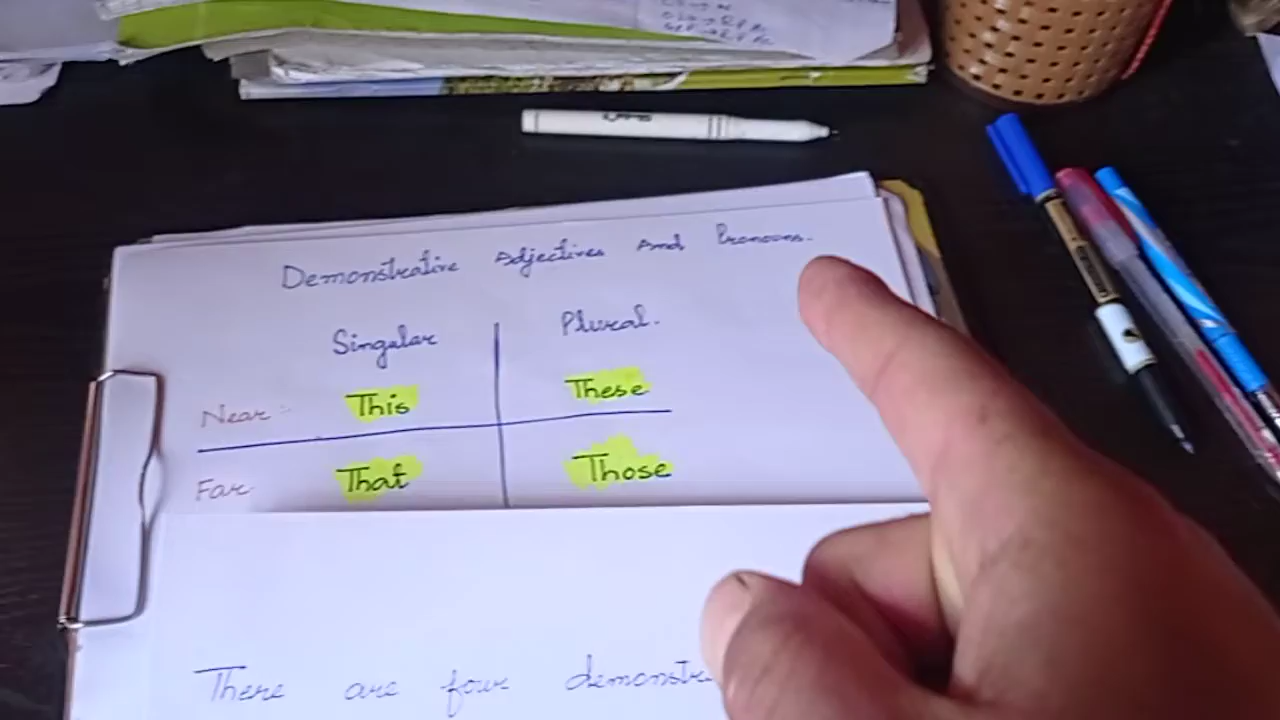 Demonstrative Adjectives And Pronouns.
Singular Plural.
Near: This These
Far That Those
There are four demonstr